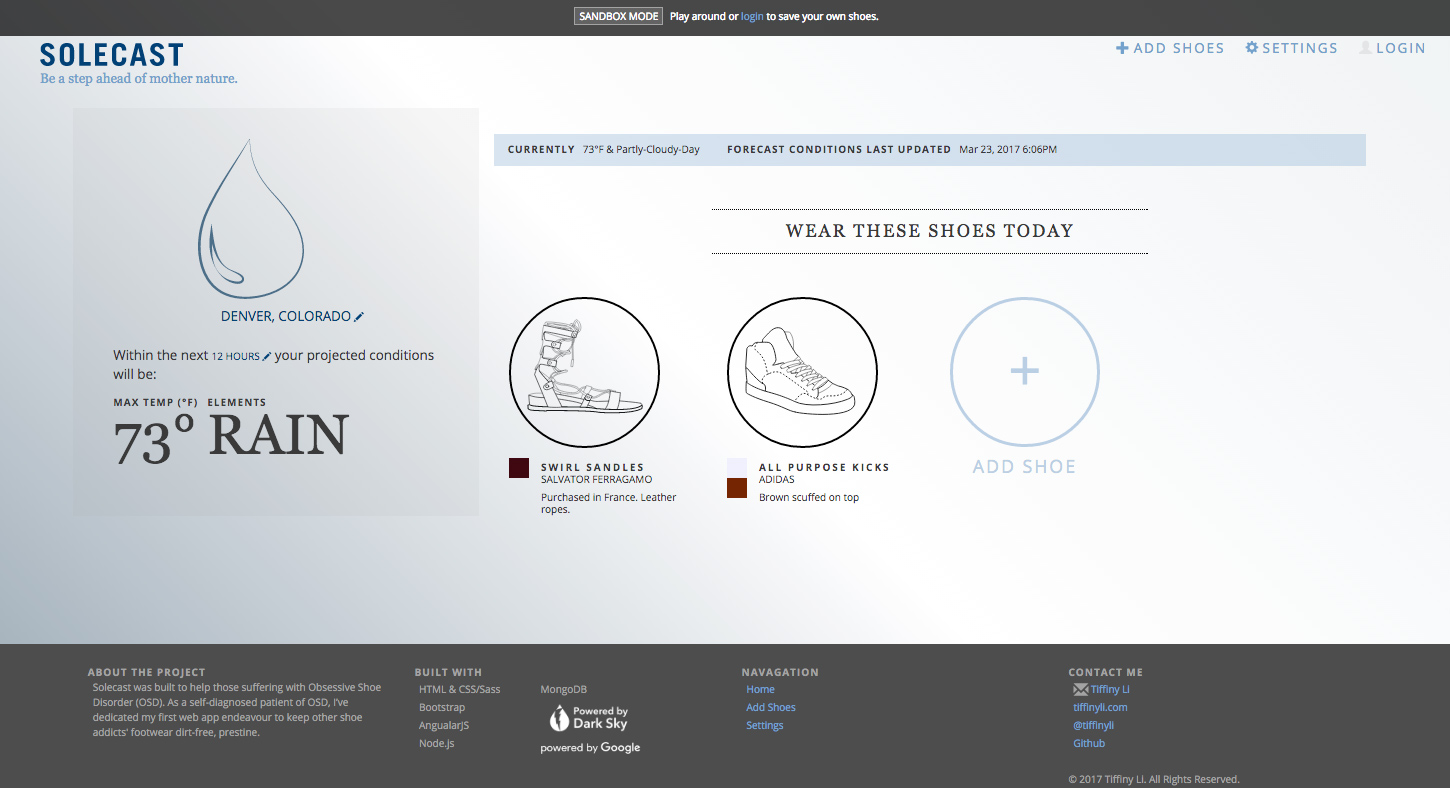 SANDBOX MODE Play around or login to save your own shoes.
SOLECAST
Be a step ahead of mother nature.
ADD SHOES SETTINGS LOGIN
DENVER, COLORADO
Within the next 12 HOURS your projected conditions
will be:
MAX TEMP (°F) ELEMENTS
73° RAIN
CURRENTLY 73°F & Partly-Cloudy-Day FORECAST CONDITIONS LAST UPDATED Mar 23, 2017 6:06PM
WEAR THESE SHOES TODAY
SWIRL SANDLES
SALVATOR FERRAGAMO
Purchased in France. Leather
ropes.
ALL PURPOSE KICKS
ADIDAS
Brown scuffed on top
+
ADD SHOE
ABOUT THE PROJECT
Solecast was built to help those suffering with Obsessive Shoe
Disorder (OSD). As a self-diagnosed patient of OSD, I've
dedicated my first web app endeavour to keep other shoe
addicts' footwear dirt-free, prestine.
BUILT WITH
HTML & CSS/Sass
Bootstrap
AngualarJS
Node.js
MongoDB
Powered by
Dark Sky
powered by Google
NAVAGATION
Home
Add Shoes
Settings
CONTACT ME
Tiffiny Li
tiffinyli.com
@tiffinyli
Github
© 2017 Tiffiny Li. All Rights Reserved.